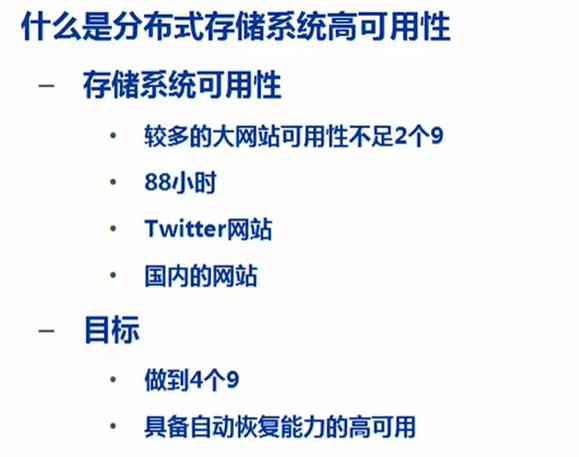 什么是分布式存储系统高可用性
– 存储系统可用性
• 较多的大网站可用性不足2个9
• 88小时
• Twitter网站
• 国内的网站
– 目标
• 做到4个9
• 具备自动恢复能力的高可用